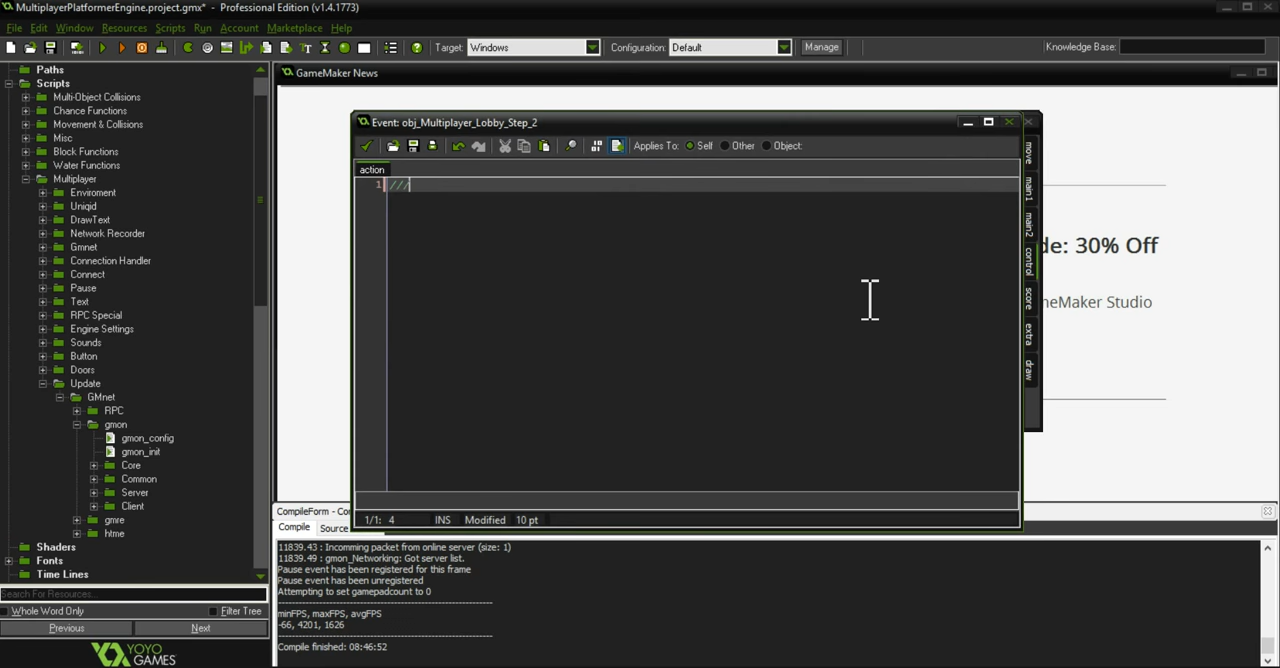 MultiplayerPlatformerEngine.project.gmx* - Professional Edition (v1.4.1773)
File Edit Window Resources Scripts Run Account Marketplace Help
Target: Windows Configuration: Default Manage Knowledge Base:
Paths
Scripts
Multi-Object Collisions
Chance Functions
Movement & Collisions
Misc
Block Functions
Water Functions
Multiplayer
Enviroment
Uniqid
DrawText
Network Recorder
Gmnet
Connection Handler
Connect
Pause
Text
RPC Special
Engine Settings
Sounds
Button
Doors
Update
GMnet
RPC
gmon
gmon_config
gmon_init
Core
Common
Server
Client
gmre
htme
Shaders
Fonts
Time Lines
Search For Resources...
Whole Word Only Filter Tree
Previous Next
YOYO
GAMES
GameMaker News
Event: obj_Multiplayer_Lobby_Step_2
Applies To: Self Other Object:
action
1 ///
1/1: 4 INS Modified 10 pt
move
main1
main2
control
score
extra
draw
de: 30% Off
meMaker Studio
CompileForm - Co
Compile Source
11839.43 : Incomming packet from online server (size: 1)
11839.49 : gmon_Networking: Got server list.
Pause event has been registered for this frame
Pause event has been unregistered
Attempting to set gamepadcount to 0
minFPS, maxFPS, avgFPS
-66, 4201, 1626
Compile finished: 08:46:52